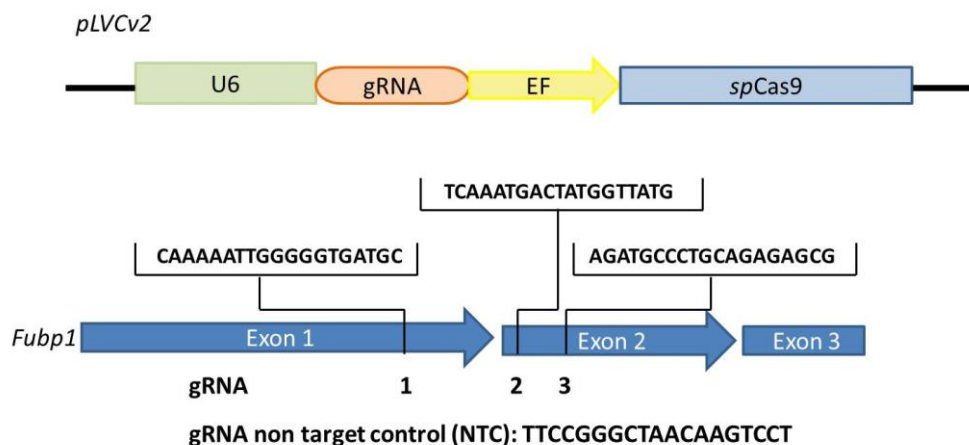 pLVCv2
U6 gRNA EF spCas9
TCAAATGACTATGGTTATG
CAAAAATTGGGGGTGATGC
AGATGCCCTGCAGAGAGCG
Fubp1 Exon 1 Exon 2 Exon 3
gRNA 1 2 3
gRNA non target control (NTC): TTCCGGGCTAACAAGTCCT